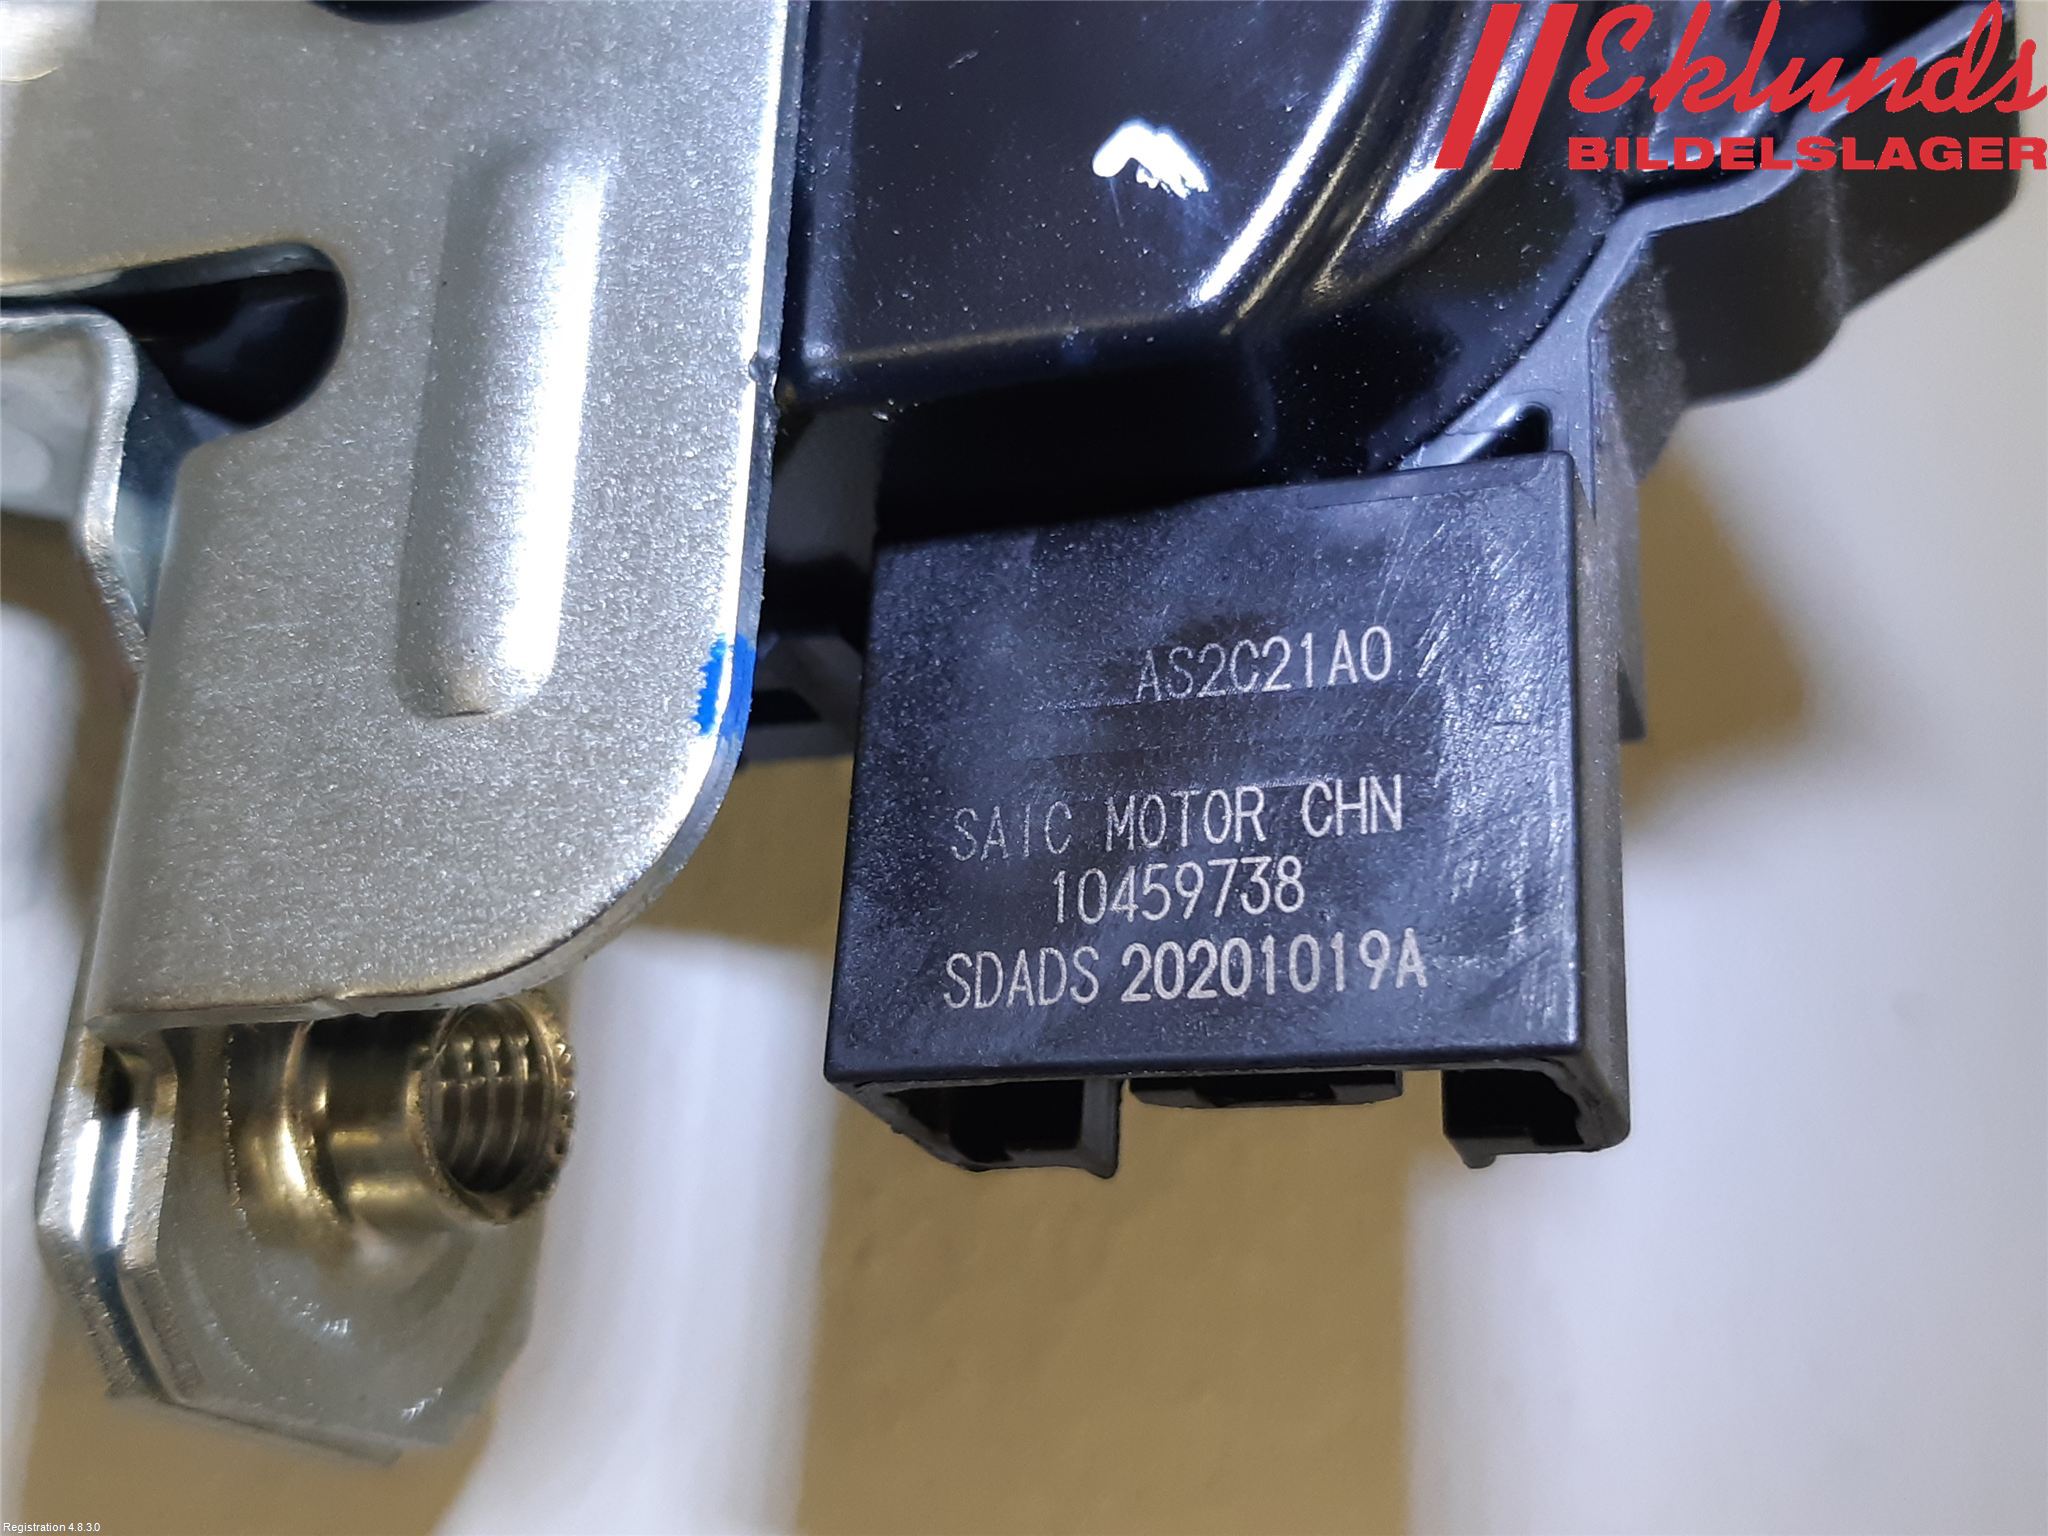 Eklunds
BILDELSLAGER
AS2C21A0
SAIC MOTOR CHN
10459738
SDADS 20201019A
Registration 4.8.3.0